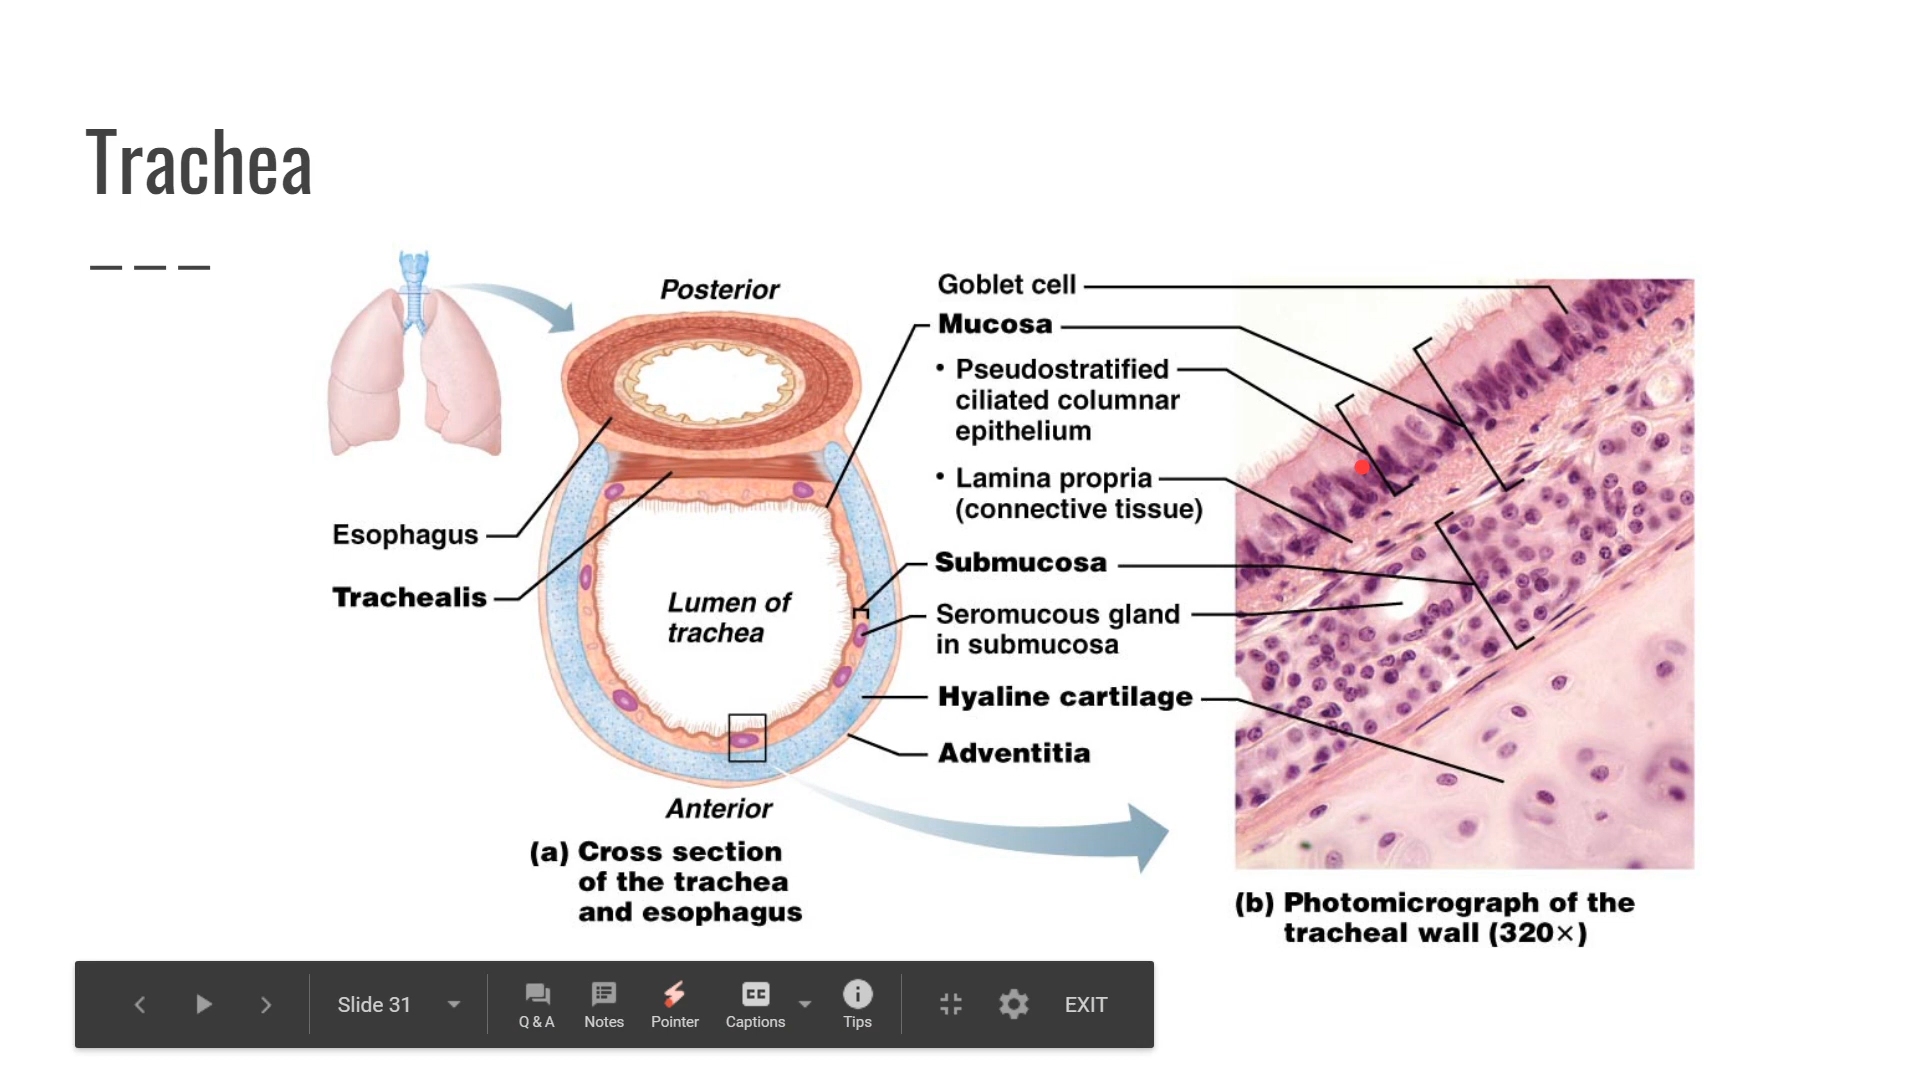 Trachea
Posterior
Goblet cell
Mucosa
• Pseudostratified
ciliated columnar
epithelium
• Lamina propria
(connective tissue)
Esophagus
Trachealis
Submucosa
Lumen of
trachea
Seromucous gland
in submucosa
Hyaline cartilage
Adventitia
Anterior
(a) Cross section
of the trachea
and esophagus
(b) Photomicrograph of the
tracheal wall (320×)
Slide 31
Q & A
Notes
Pointer
CC
Captions
Tips
EXIT